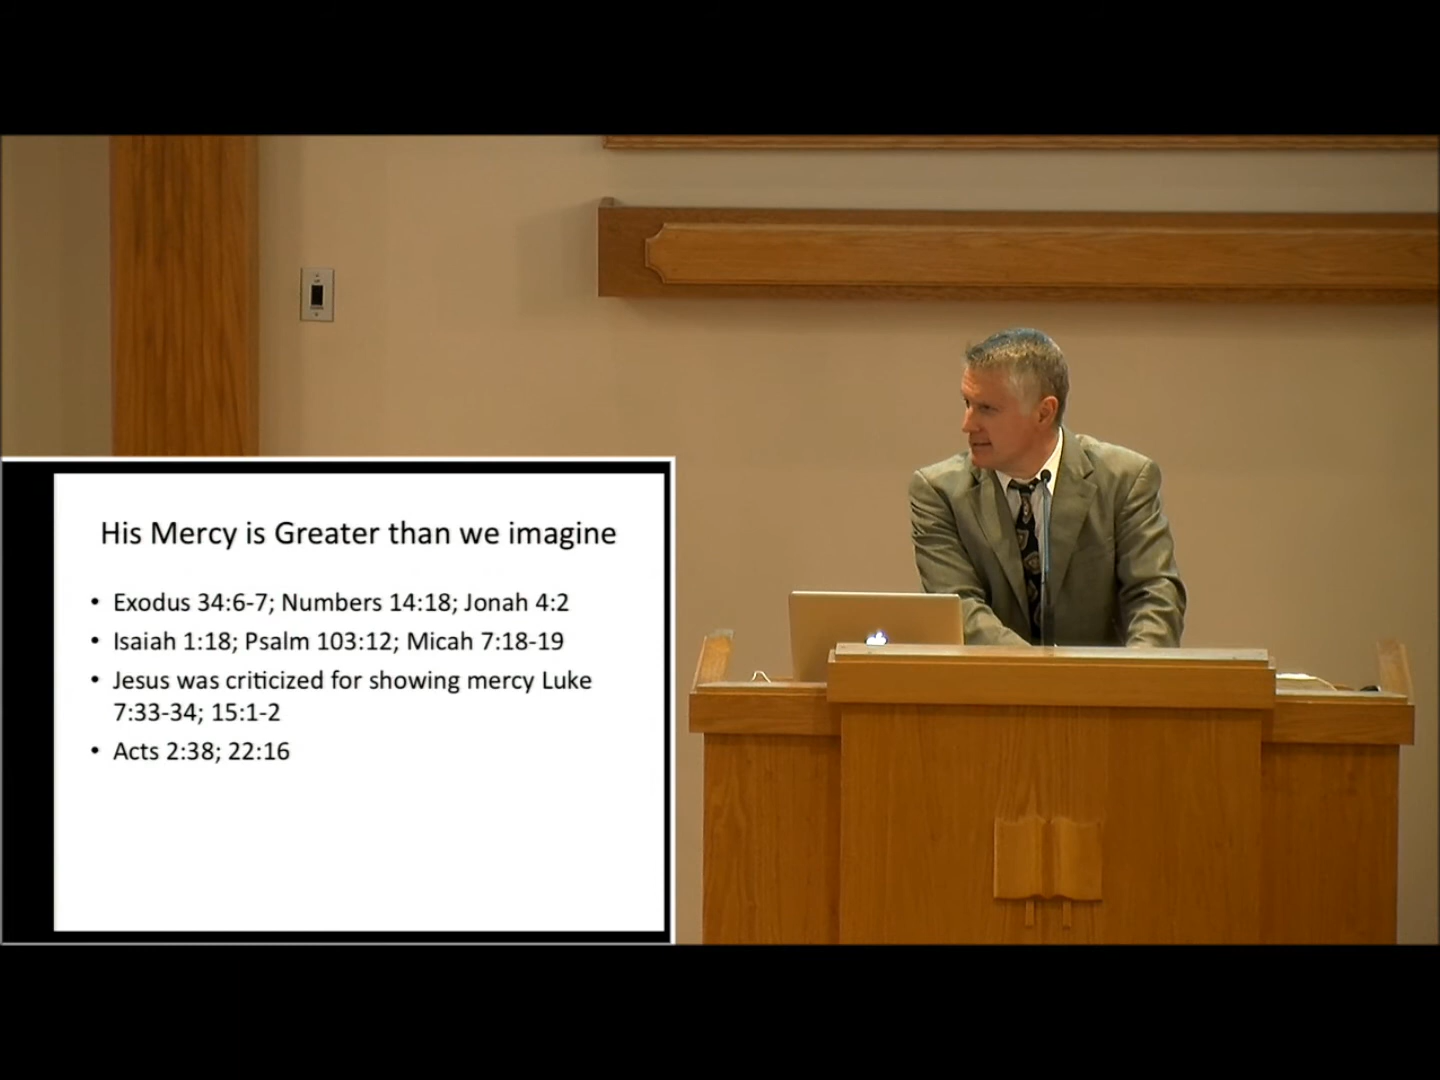 His Mercy is Greater than we imagine
• Exodus 34:6-7; Numbers 14:18; Jonah 4:2
• Isaiah 1:18; Psalm 103:12; Micah 7:18-19
• Jesus was criticized for showing mercy Luke
7:33-34; 15:1-2
• Acts 2:38; 22:16